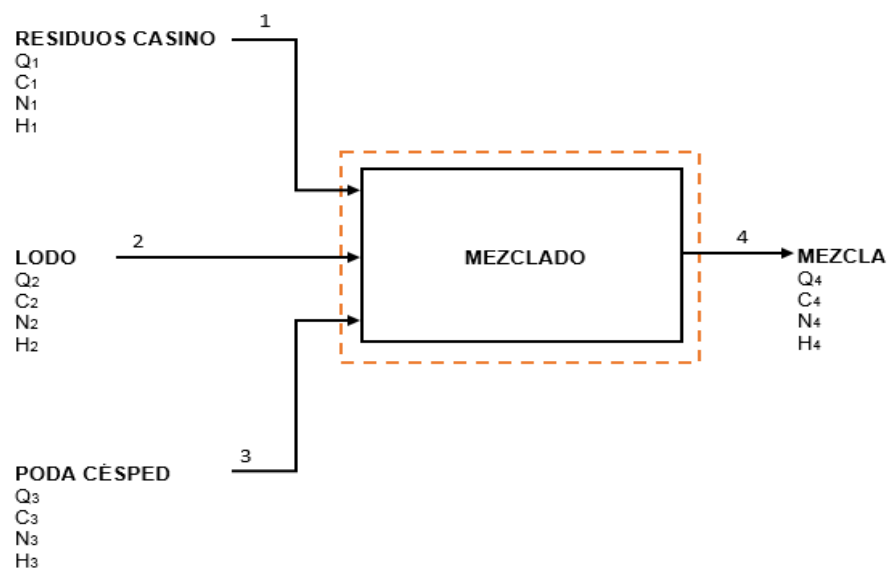 1
RESIDUOS CASINO
Q1
C1
N1
H1
2
LODO
Q2
C2
N2
H2
MEZCLADO
4
MEZCLA
Q4
C4
N4
H4
3
PODA CÉSPED
Q3
C3
N3
H3